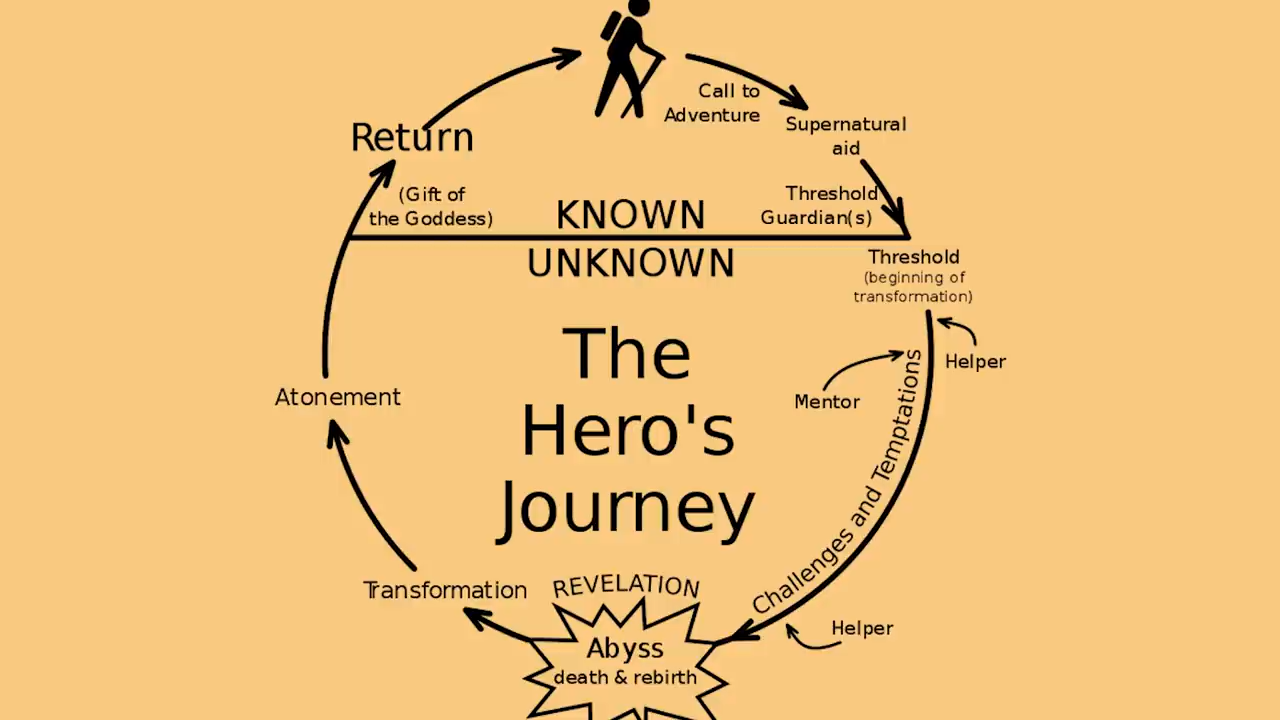 Call to
Adventure
Supernatural
aid
Return
(Gift of
the Goddess)
Threshold
Guardian(s)
KNOWN
UNKNOWN
Threshold
(beginning of
transformation)
Helper
Mentor
Challenges and Temptations
The
Hero's
Journey
Atonement
Transformation
REVELATION
Abyss
death & rebirth
Helper